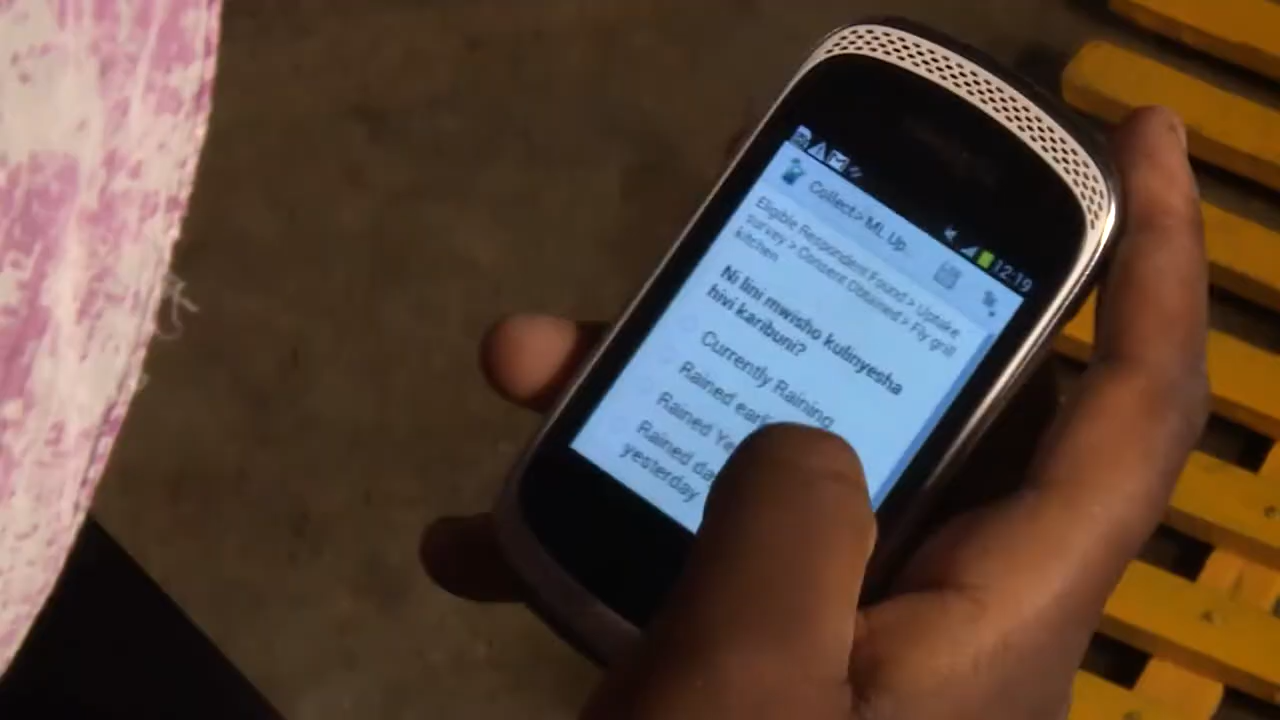 12:19
Collect > ML Up
Eligible Respondent Found > Uptake
survey > Consent Obtained > Fly grill
kitchen
Ni lini mwisho kulinyesha
hivi karibuni?
Currently Raining
Rained
Rained
Rained
yesterday